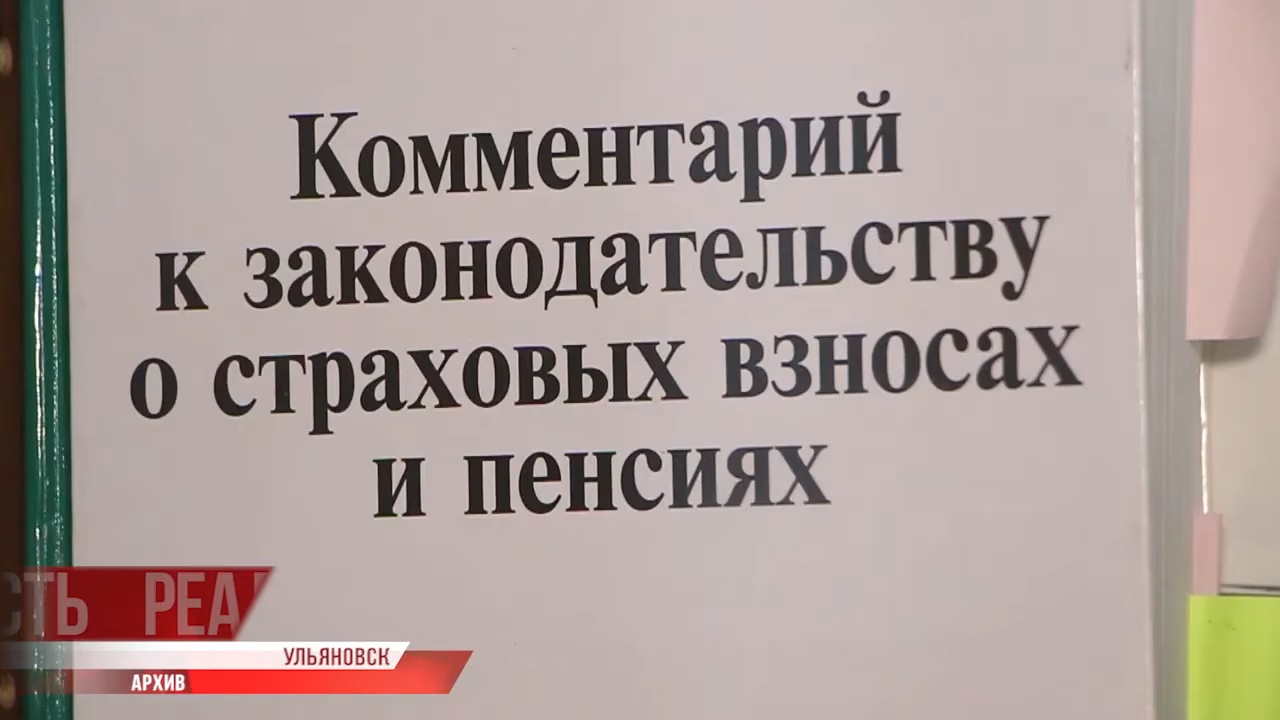 Комментарий
к законодательству
о страховых взносах
и пенсиях
УЛЬЯНОВСК
АРХИВ